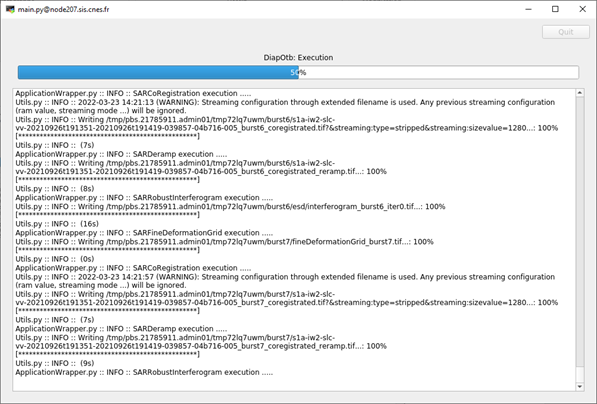 main.py@node207.sis.cnes.fr
Quit
DiapOtb: Execution
50%
ApplicationWrapper.py :: INFO :: SARCoRegistration execution .....
Utils.py :: INFO :: 2022-03-23 14:21:13 (WARNING): Streaming configuration through extended filename is used. Any previous streaming configuration
(ram value, streaming mode ...) will be ignored.
Utils.py :: INFO :: Writing /tmp/pbs.21785911.admin01/tmp72lq7uwm/burst6/s1a-iw2-slc-
vv-20210926t191351-20210926t191419-039857-04b716-005_burst6_coregistrated.tif?&streaming:type=stripped&streaming:sizevalue=1280...: 100%
[**************************************************]
Utils.py :: INFO ::  (7s)
ApplicationWrapper.py :: INFO :: SARDeramp execution .....
Utils.py :: INFO :: Writing /tmp/pbs.21785911.admin01/tmp72lq7uwm/burst6/s1a-iw2-slc-
vv-20210926t191351-20210926t191419-039857-04b716-005_burst6_coregistrated_reramp.tif...: 100%
[**************************************************]
Utils.py :: INFO ::  (8s)
ApplicationWrapper.py :: INFO :: SARRobustInterferogram execution .....
Utils.py :: INFO :: Writing /tmp/pbs.21785911.admin01/tmp72lq7uwm/burst6/esd/interferogram_burst6_iter0.tif...: 100%
[**************************************************]
Utils.py :: INFO ::  (16s)
ApplicationWrapper.py :: INFO :: SARFineDeformationGrid execution .....
Utils.py :: INFO :: Writing /tmp/pbs.21785911.admin01/tmp72lq7uwm/burst7/fineDeformationGrid_burst7.tif...: 100%
[**************************************************]
Utils.py :: INFO ::  (0s)
ApplicationWrapper.py :: INFO :: SARCoRegistration execution .....
Utils.py :: INFO :: 2022-03-23 14:21:57 (WARNING): Streaming configuration through extended filename is used. Any previous streaming configuration
(ram value, streaming mode ...) will be ignored.
Utils.py :: INFO :: Writing /tmp/pbs.21785911.admin01/tmp72lq7uwm/burst7/s1a-iw2-slc-
vv-20210926t191351-20210926t191419-039857-04b716-005_burst7_coregistrated.tif?&streaming:type=stripped&streaming:sizevalue=1280...: 100%
[**************************************************]
Utils.py :: INFO ::  (7s)
ApplicationWrapper.py :: INFO :: SARDeramp execution .....
Utils.py :: INFO :: Writing /tmp/pbs.21785911.admin01/tmp72lq7uwm/burst7/s1a-iw2-slc-
vv-20210926t191351-20210926t191419-039857-04b716-005_burst7_coregistrated_reramp.tif...: 100%
[**************************************************]
Utils.py :: INFO ::  (9s)
ApplicationWrapper.py :: INFO :: SARRobustInterferogram execution .....